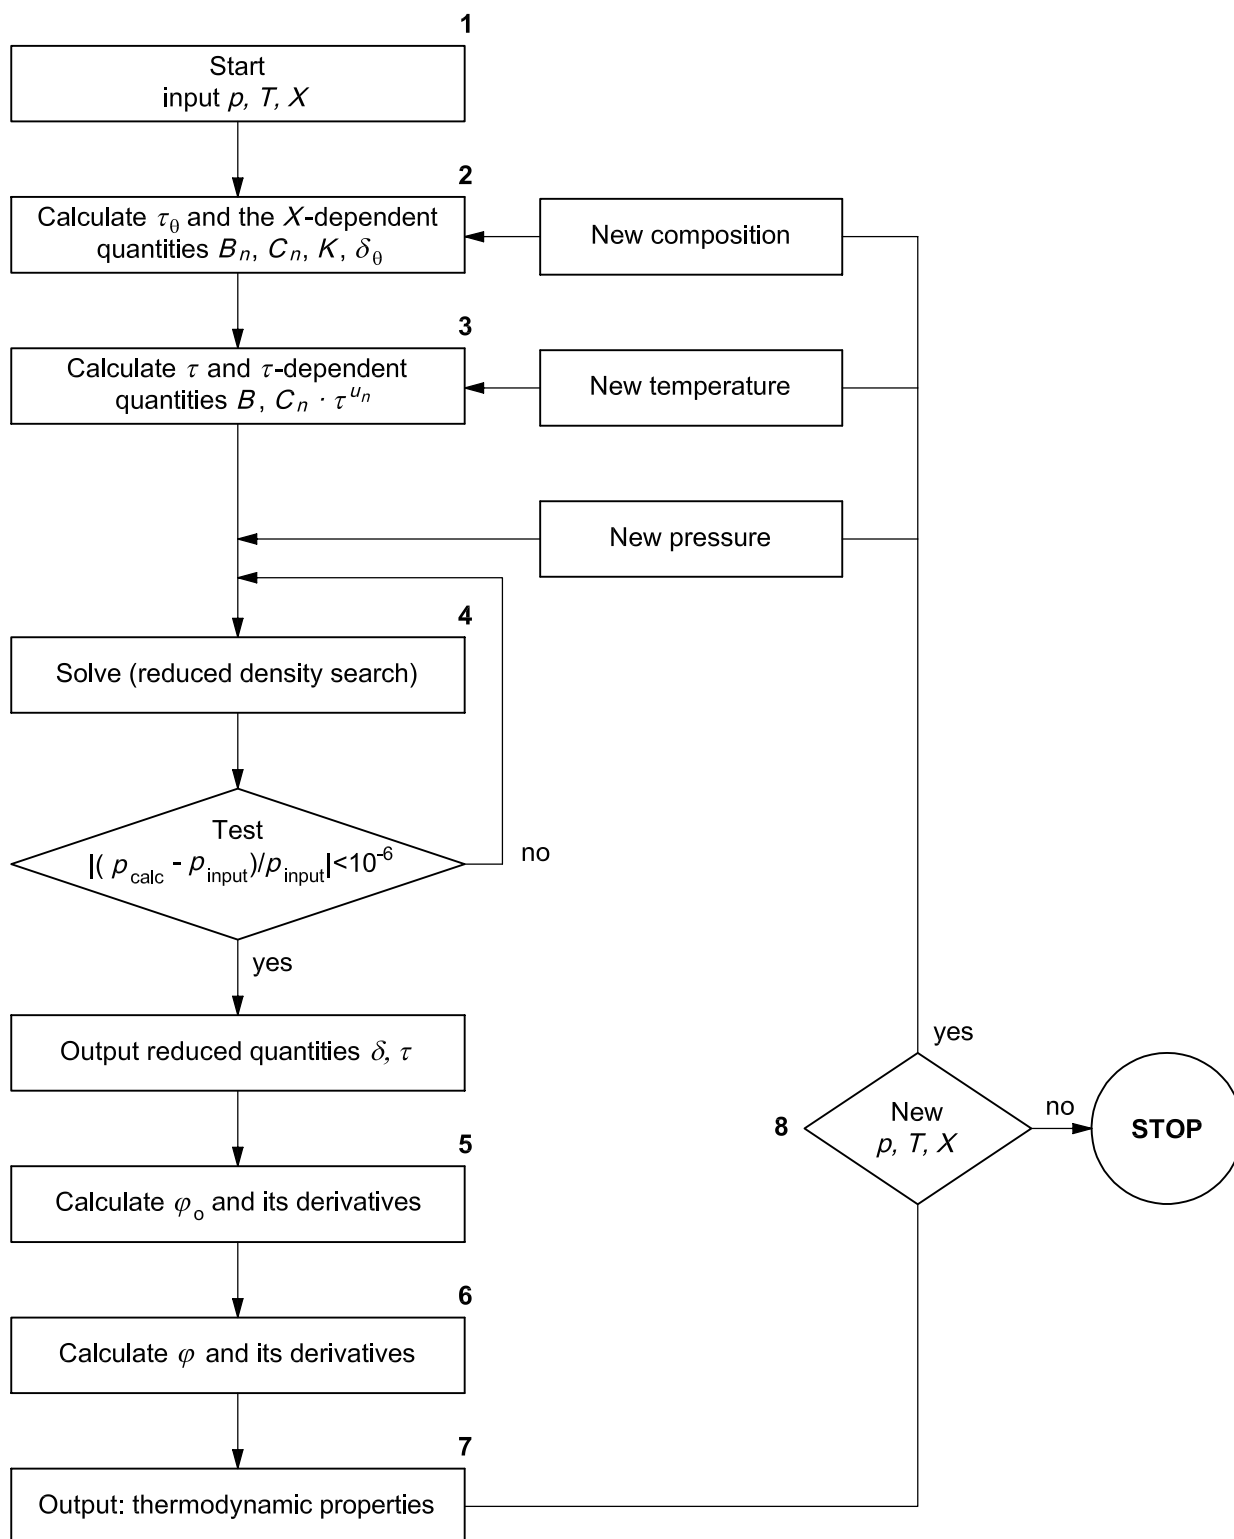 1
Start
input p, T, X
2
Calculate τθ and the X-dependent
quantities Bn, Cn, K, δθ
New composition
3
Calculate τ and τ-dependent
quantities B, Cn · τ^un
New temperature
New pressure
4
Solve (reduced density search)
Test
|( pcalc - pinput)/pinput|<10^-6
no
yes
Output reduced quantities δ, τ
yes
8
New
p, T, X
no
STOP
5
Calculate φo and its derivatives
6
Calculate φ and its derivatives
7
Output: thermodynamic properties